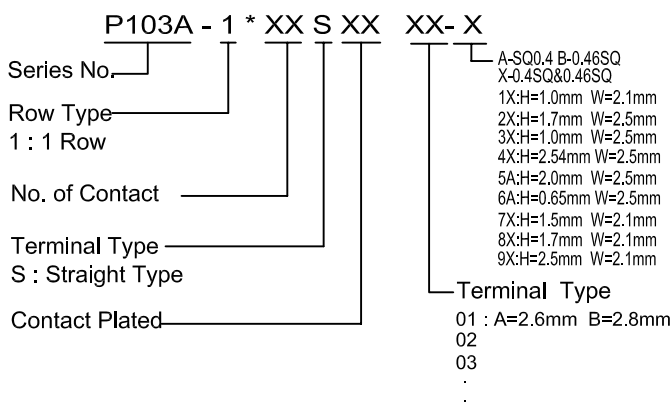 P103A - 1 * XX S XX XX- X
Series No.
Row Type
1 : 1 Row
No. of Contact
Terminal Type
S : Straight Type
Contact Plated
A-SQ0.4 B-0.46SQ
X-0.4SQ&0.46SQ
1X:H=1.0mm W=2.1mm
2X:H=1.7mm W=2.5mm
3X:H=1.0mm W=2.5mm
4X:H=2.54mm W=2.5mm
5A:H=2.0mm W=2.5mm
6A:H=0.65mm W=2.5mm
7X:H=1.5mm W=2.1mm
8X:H=1.7mm W=2.1mm
9X:H=2.5mm W=2.1mm
Terminal Type
01 : A=2.6mm B=2.8mm
02
03
.
.